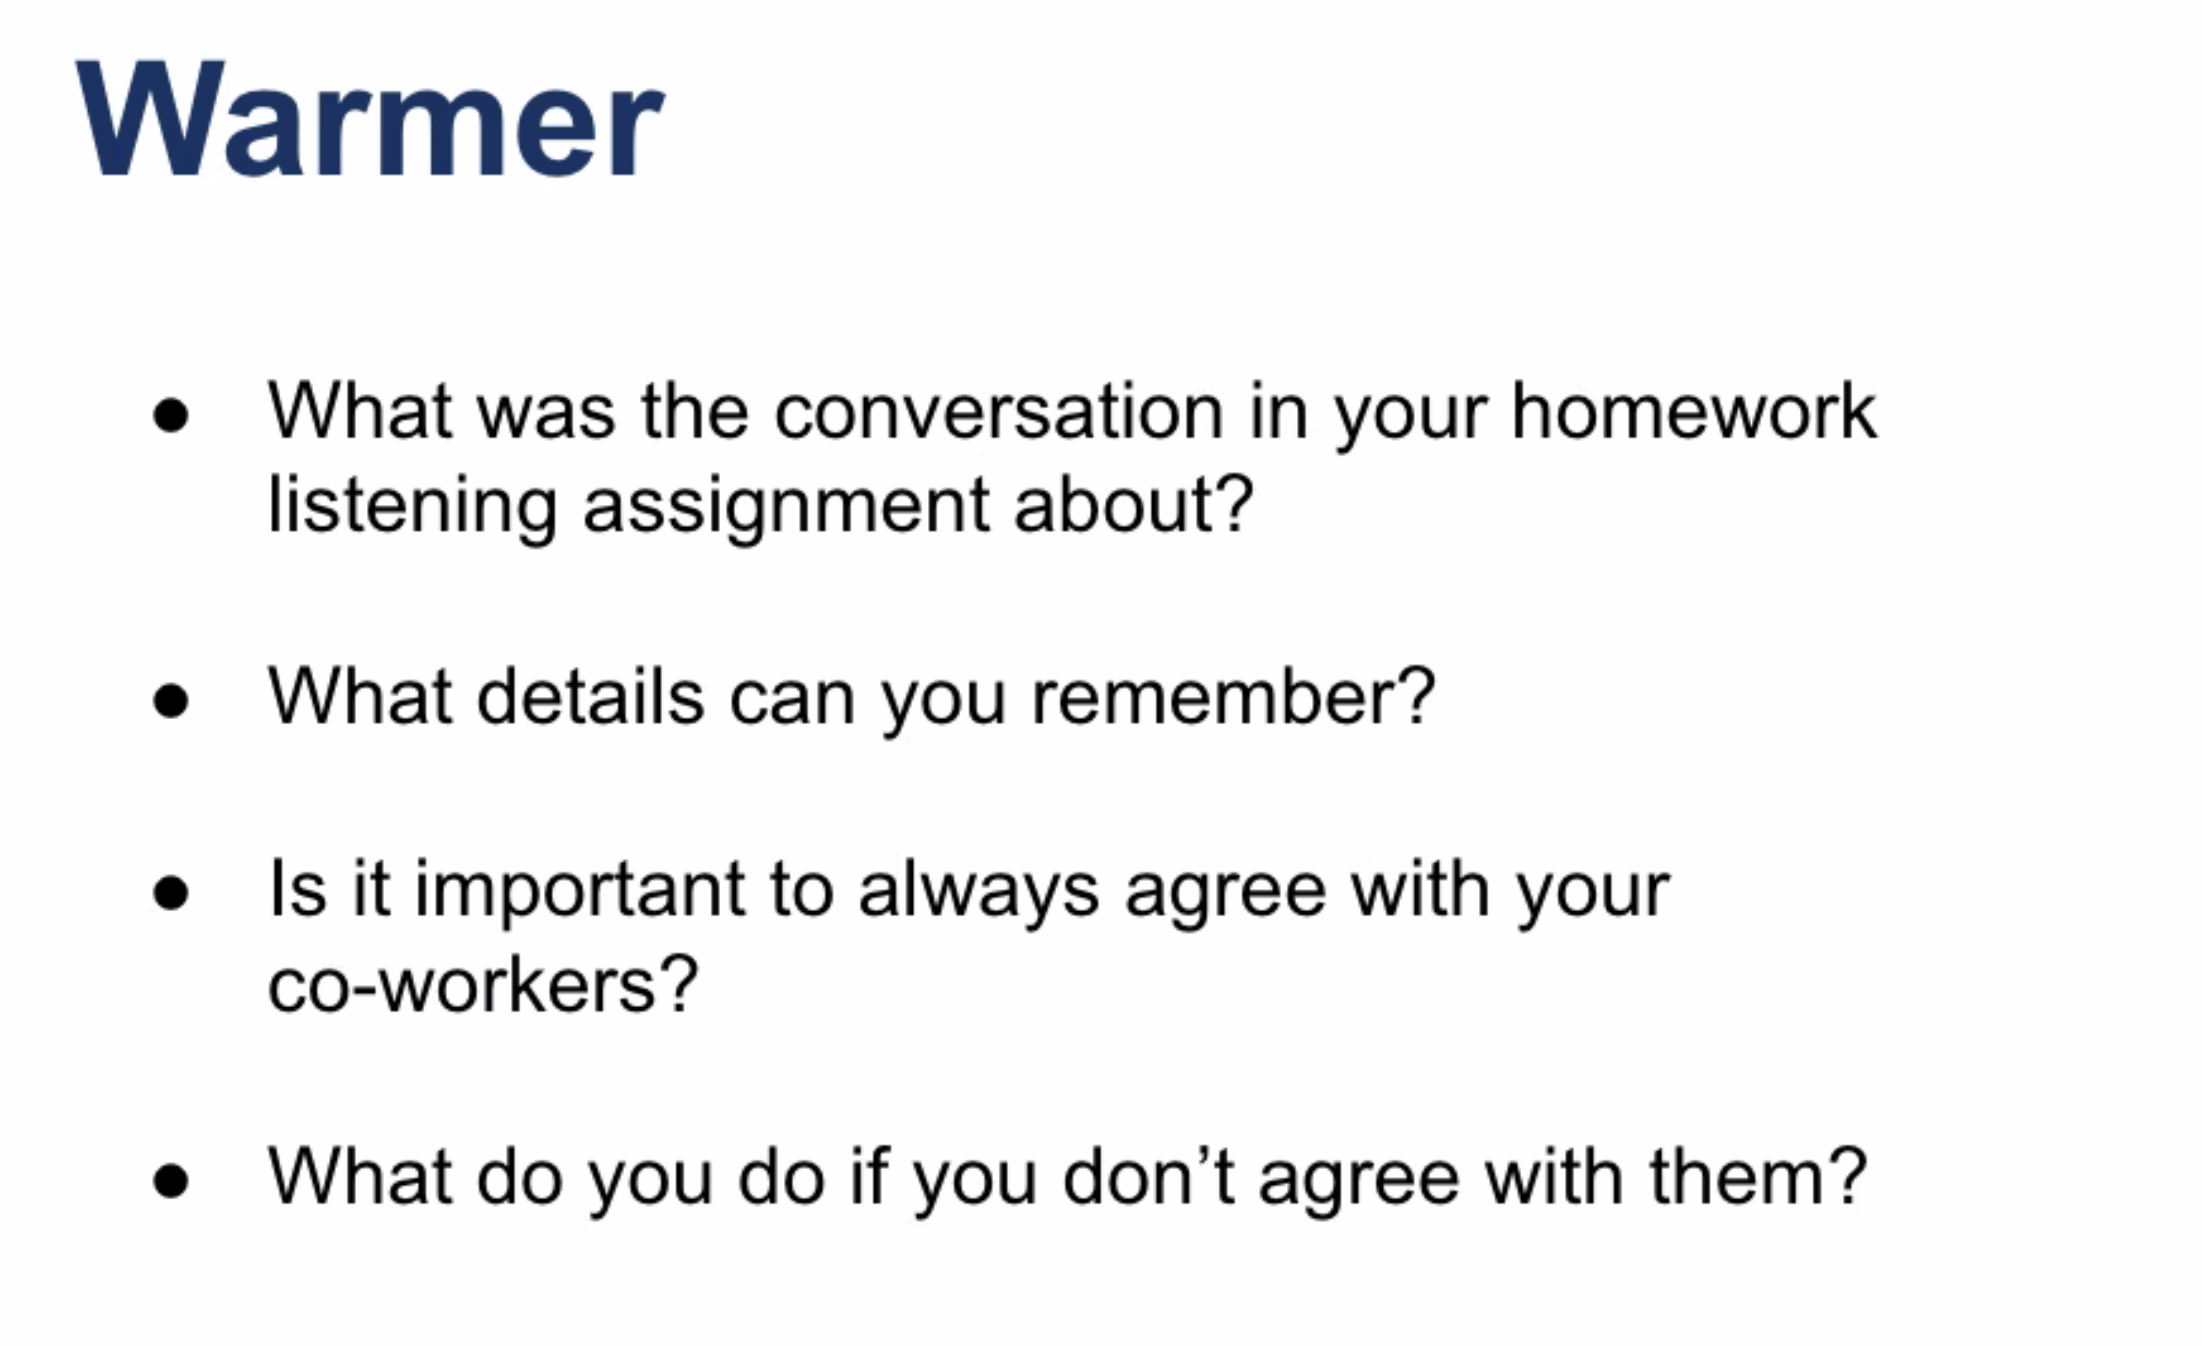 Warmer
● What was the conversation in your homework
listening assignment about?
● What details can you remember?
● Is it important to always agree with your
co-workers?
● What do you do if you don’t agree with them?